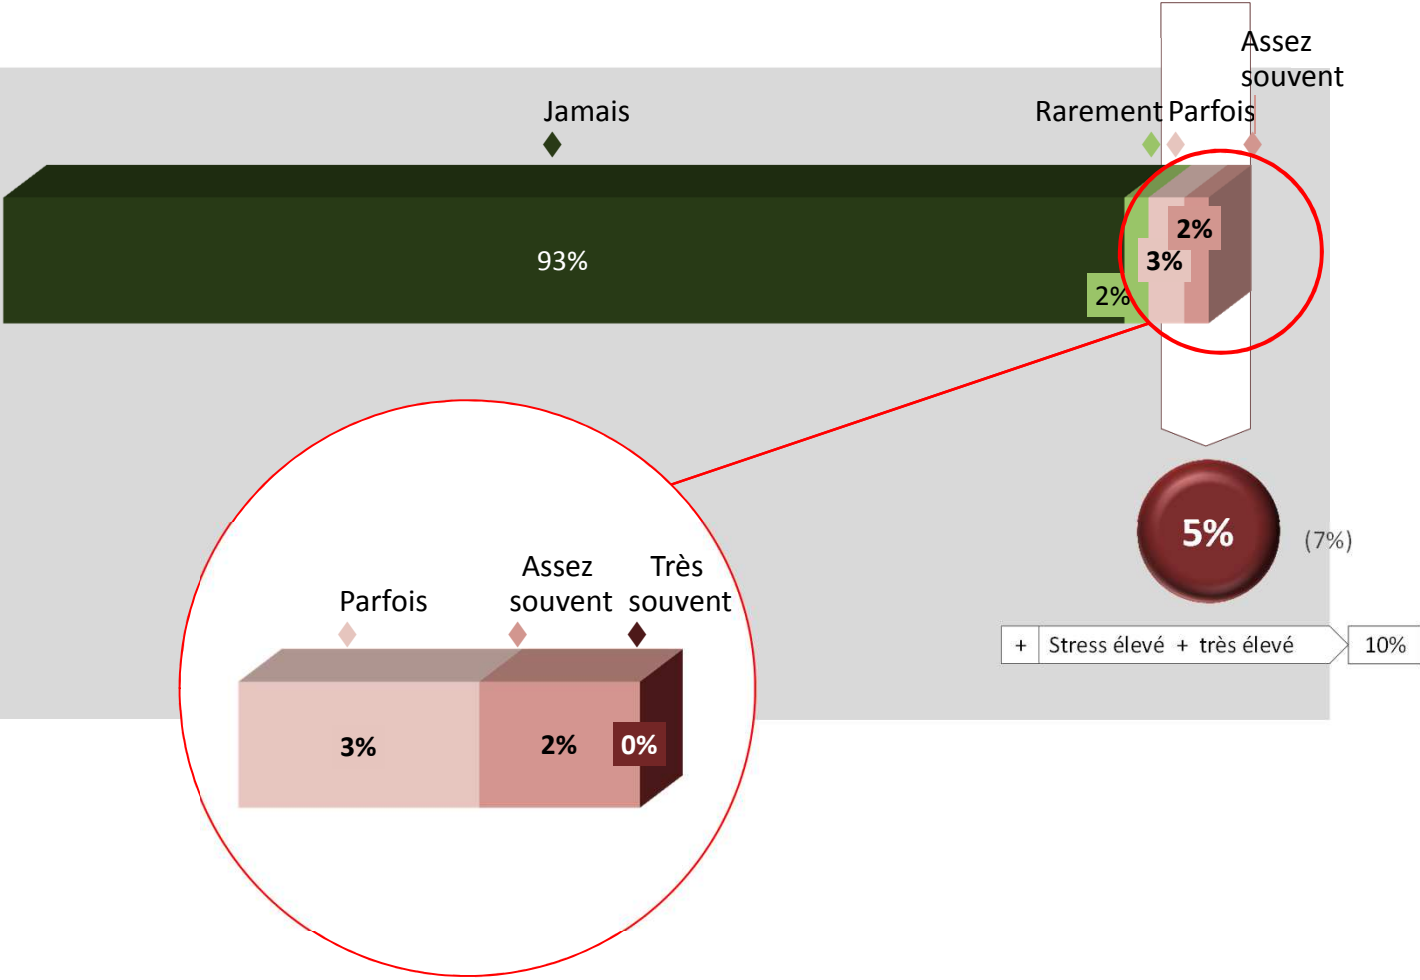 Assez
souvent
Jamais
Rarement
Parfois
93%
2%
3%
2%
5%
(7%)
+ Stress élevé + très élevé 10%
Parfois
Assez
souvent
Très
souvent
3%
2%
0%